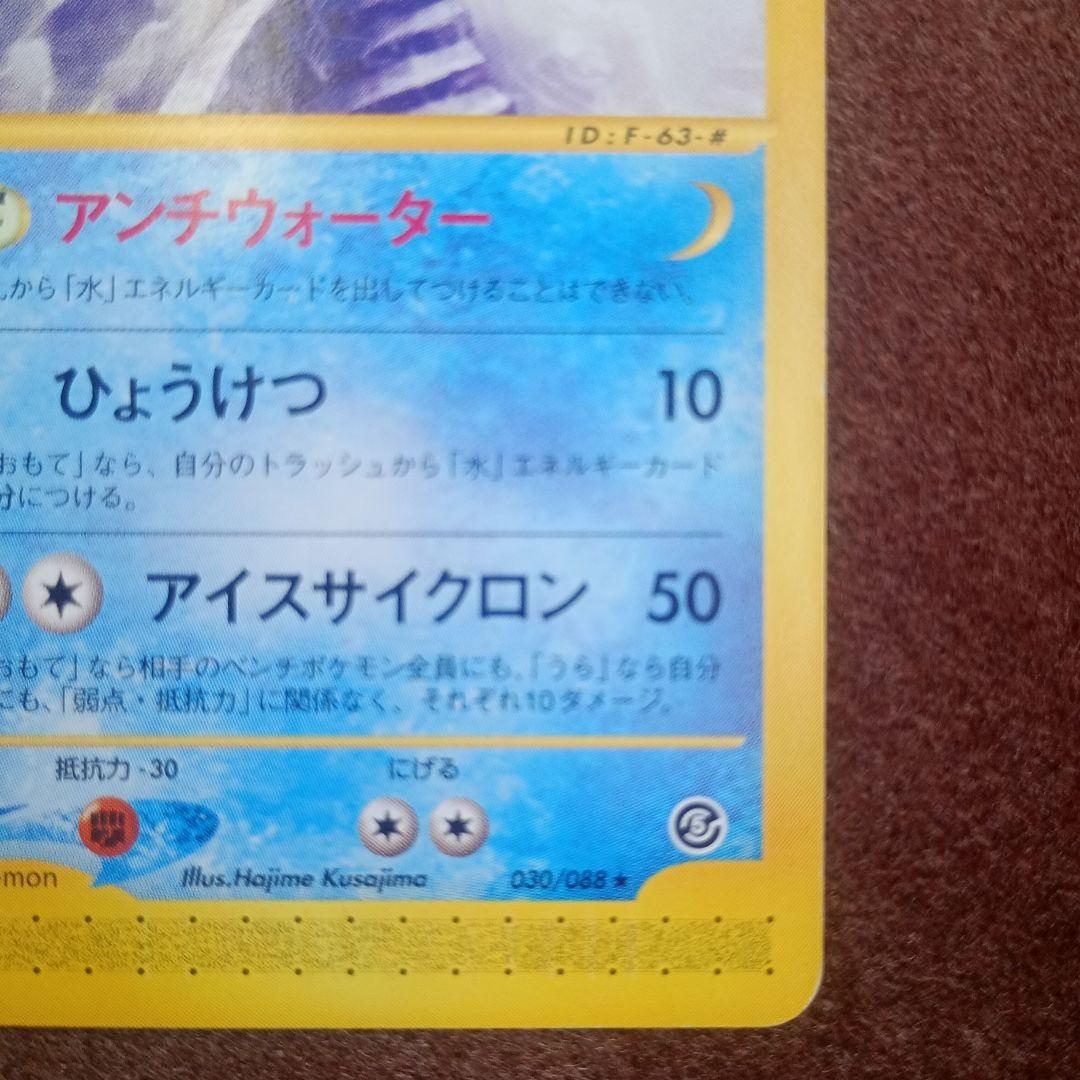 ID : F-63-#
アンチウォーター
から「水」エネルギーカードを出してつけることはできない。
ひょうけつ 10
おもて」なら、自分のトラッシュから「水」エネルギーカード
分につける。
アイスサイクロン 50
おもて」なら相手のベンチポケモン全員にも、「うら」なら自分
にも、「弱点・抵抗力」に関係なく、それぞれ10ダメージ。
抵抗力 -30 にげる
emon Illus.Hajime Kusajima 030/088 ★